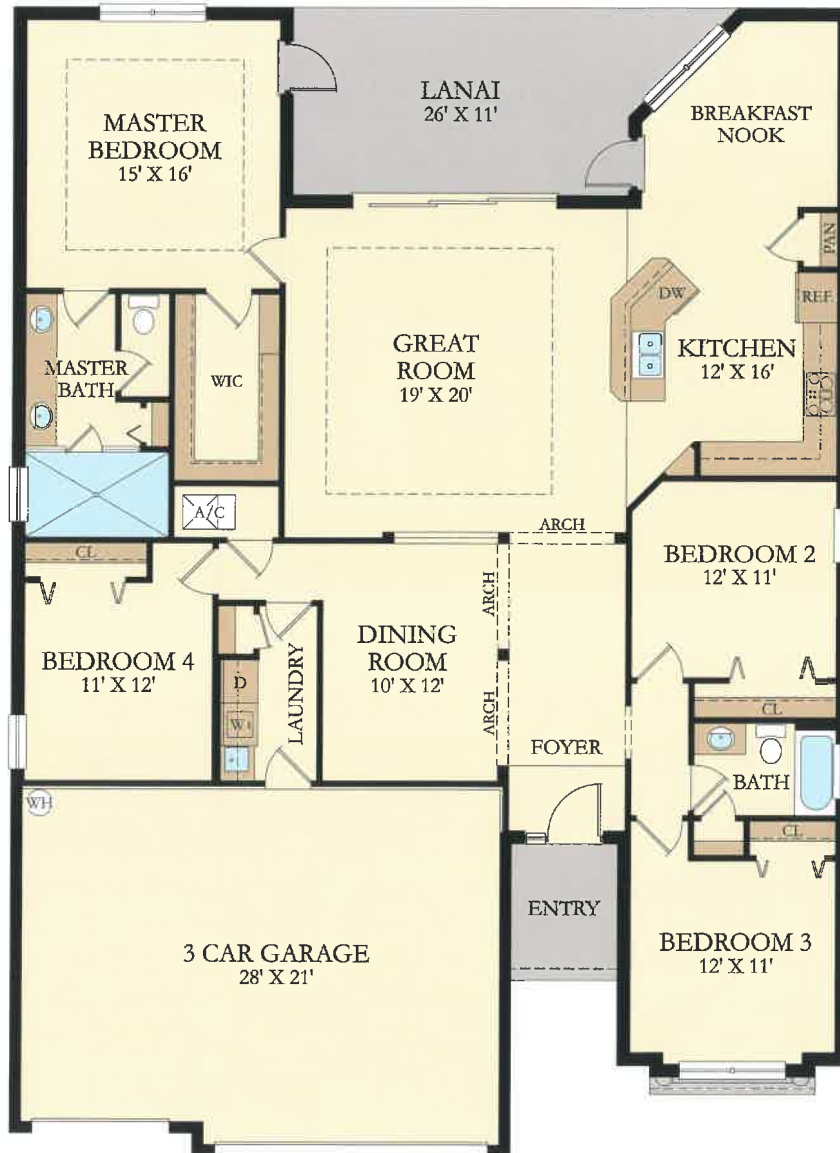 LANAI
26' X 11'
MASTER
BEDROOM
15' X 16'
BREAKFAST
NOOK
PAN
REF.
DW
KITCHEN
12' X 16'
GREAT
ROOM
19' X 20'
MASTER
BATH
WIC
A/C
ARCH
CL
BEDROOM 4
11' X 12'
D
W
LAUNDRY
DINING
ROOM
10' X 12'
ARCH
ARCH
FOYER
BEDROOM 2
12' X 11'
CL
BATH
CL
WH
3 CAR GARAGE
28' X 21'
ENTRY
BEDROOM 3
12' X 11'